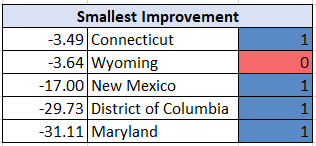 Smallest Improvement
-3.49 Connecticut 1
-3.64 Wyoming 0
-17.00 New Mexico 1
-29.73 District of Columbia 1
-31.11 Maryland 1